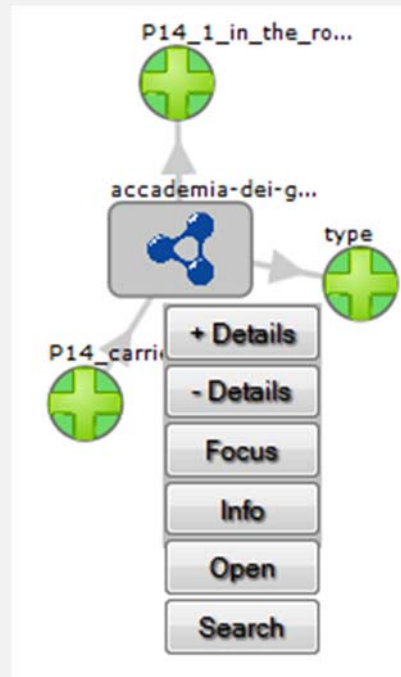 P14_1_in_the_ro...
accademia-dei-g...
type
P14_carri
+ Details
- Details
Focus
Info
Open
Search